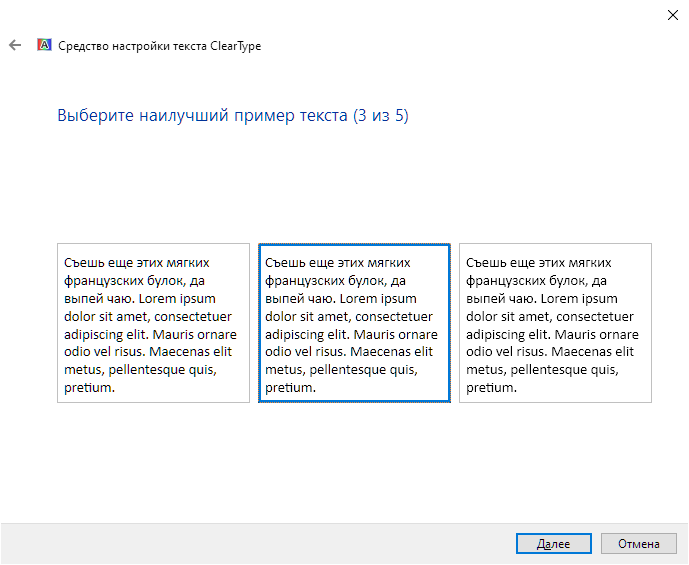 Средство настройки текста ClearType
Выберите наилучший пример текста (3 из 5)
Съешь еще этих мягких
французских булок, да
выпей чаю. Lorem ipsum
dolor sit amet, consectetuer
adipiscing elit. Mauris ornare
odio vel risus. Maecenas elit
metus, pellentesque quis,
pretium.
Съешь еще этих мягких
французских булок, да
выпей чаю. Lorem ipsum
dolor sit amet, consectetuer
adipiscing elit. Mauris ornare
odio vel risus. Maecenas elit
metus, pellentesque quis,
pretium.
Съешь еще этих мягких
французских булок, да
выпей чаю. Lorem ipsum
dolor sit amet, consectetuer
adipiscing elit. Mauris ornare
odio vel risus. Maecenas elit
metus, pellentesque quis,
pretium.
Далее
Отмена